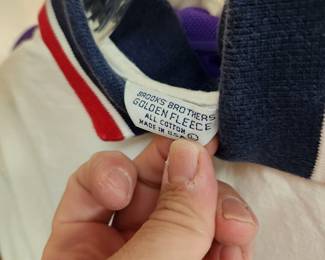 BROOKS BROTHERS
GOLDEN FLEECE
ALL COTTON
MADE IN U.S.A. L